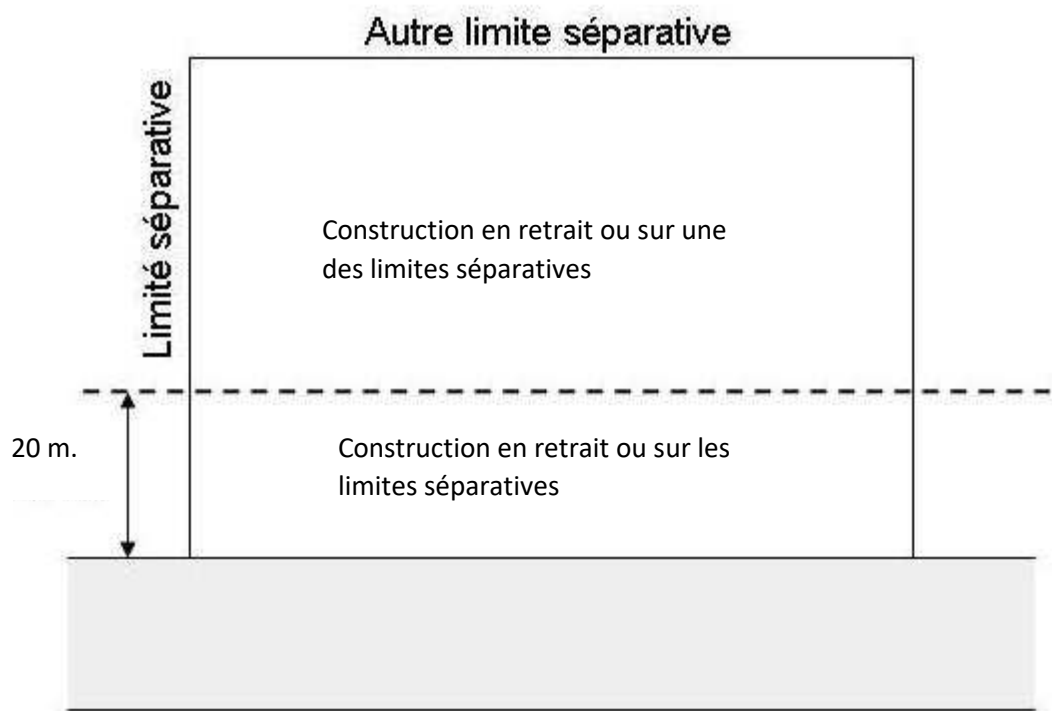 Autre limite séparative
Limité séparative
Construction en retrait ou sur une
des limites séparatives
20 m.
Construction en retrait ou sur les
limites séparatives